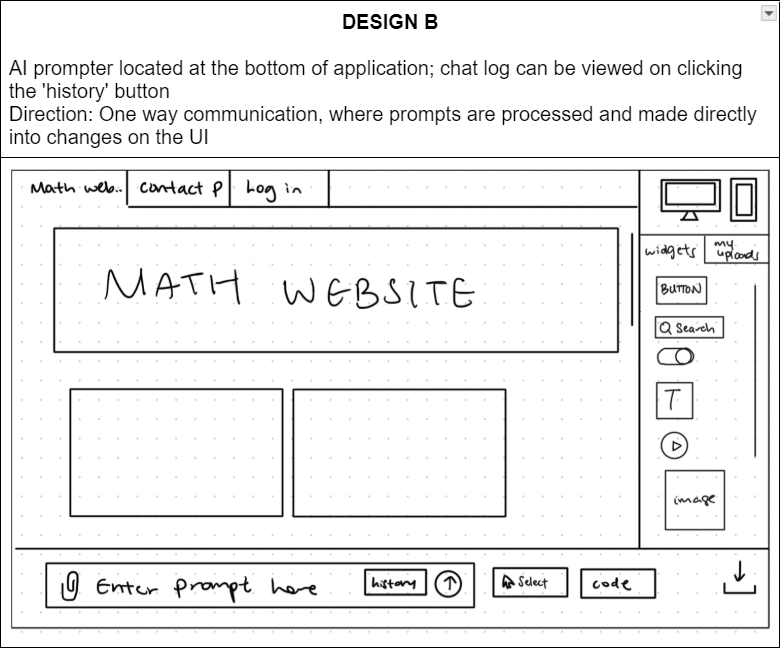 DESIGN B
AI prompter located at the bottom of application; chat log can be viewed on clicking
the 'history' button
Direction: One way communication, where prompts are processed and made directly
into changes on the UI
Math web.. contact P Log in
widgets my
uploads
MATH WEBSITE
BUTTON
Search
T
image
Enter prompt here history Select code